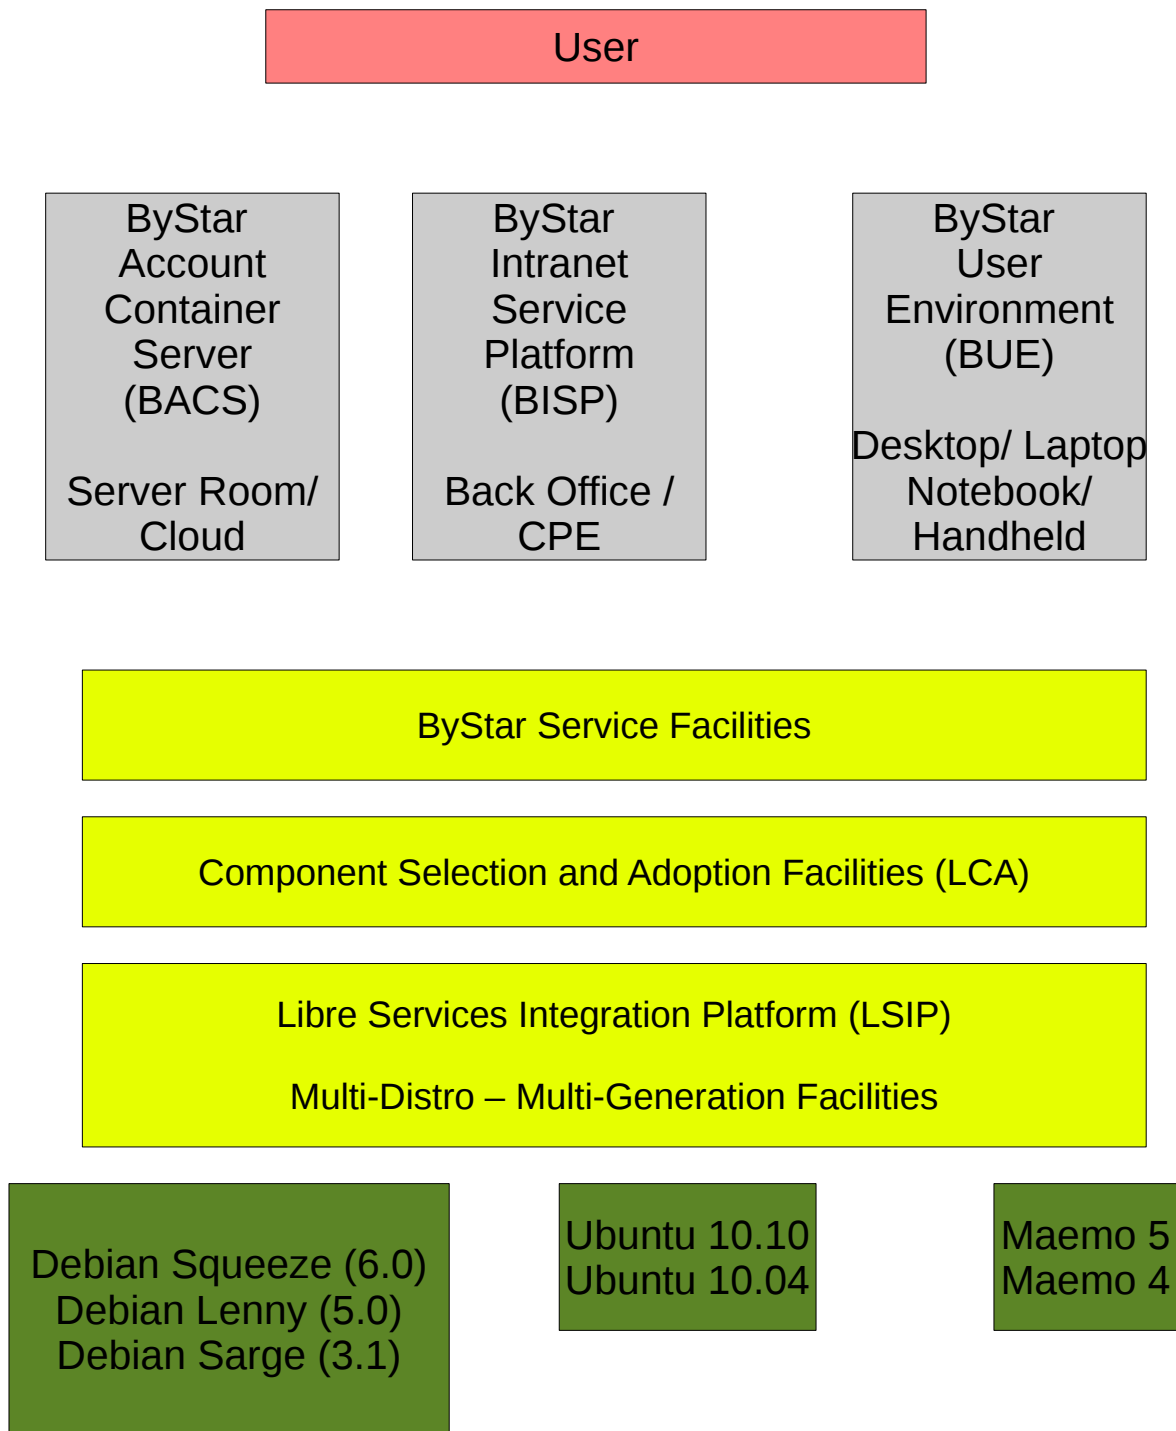 User
ByStar
Account
Container
Server
(BACS)
Server Room/
Cloud
ByStar
Intranet
Service
Platform
(BISP)
Back Office /
CPE
ByStar
User
Environment
(BUE)
Desktop/ Laptop
Notebook/
Handheld
ByStar Service Facilities
Component Selection and Adoption Facilities (LCA)
Libre Services Integration Platform (LSIP)
Multi-Distro – Multi-Generation Facilities
Debian Squeeze (6.0)
Debian Lenny (5.0)
Debian Sarge (3.1)
Ubuntu 10.10
Ubuntu 10.04
Maemo 5
Maemo 4